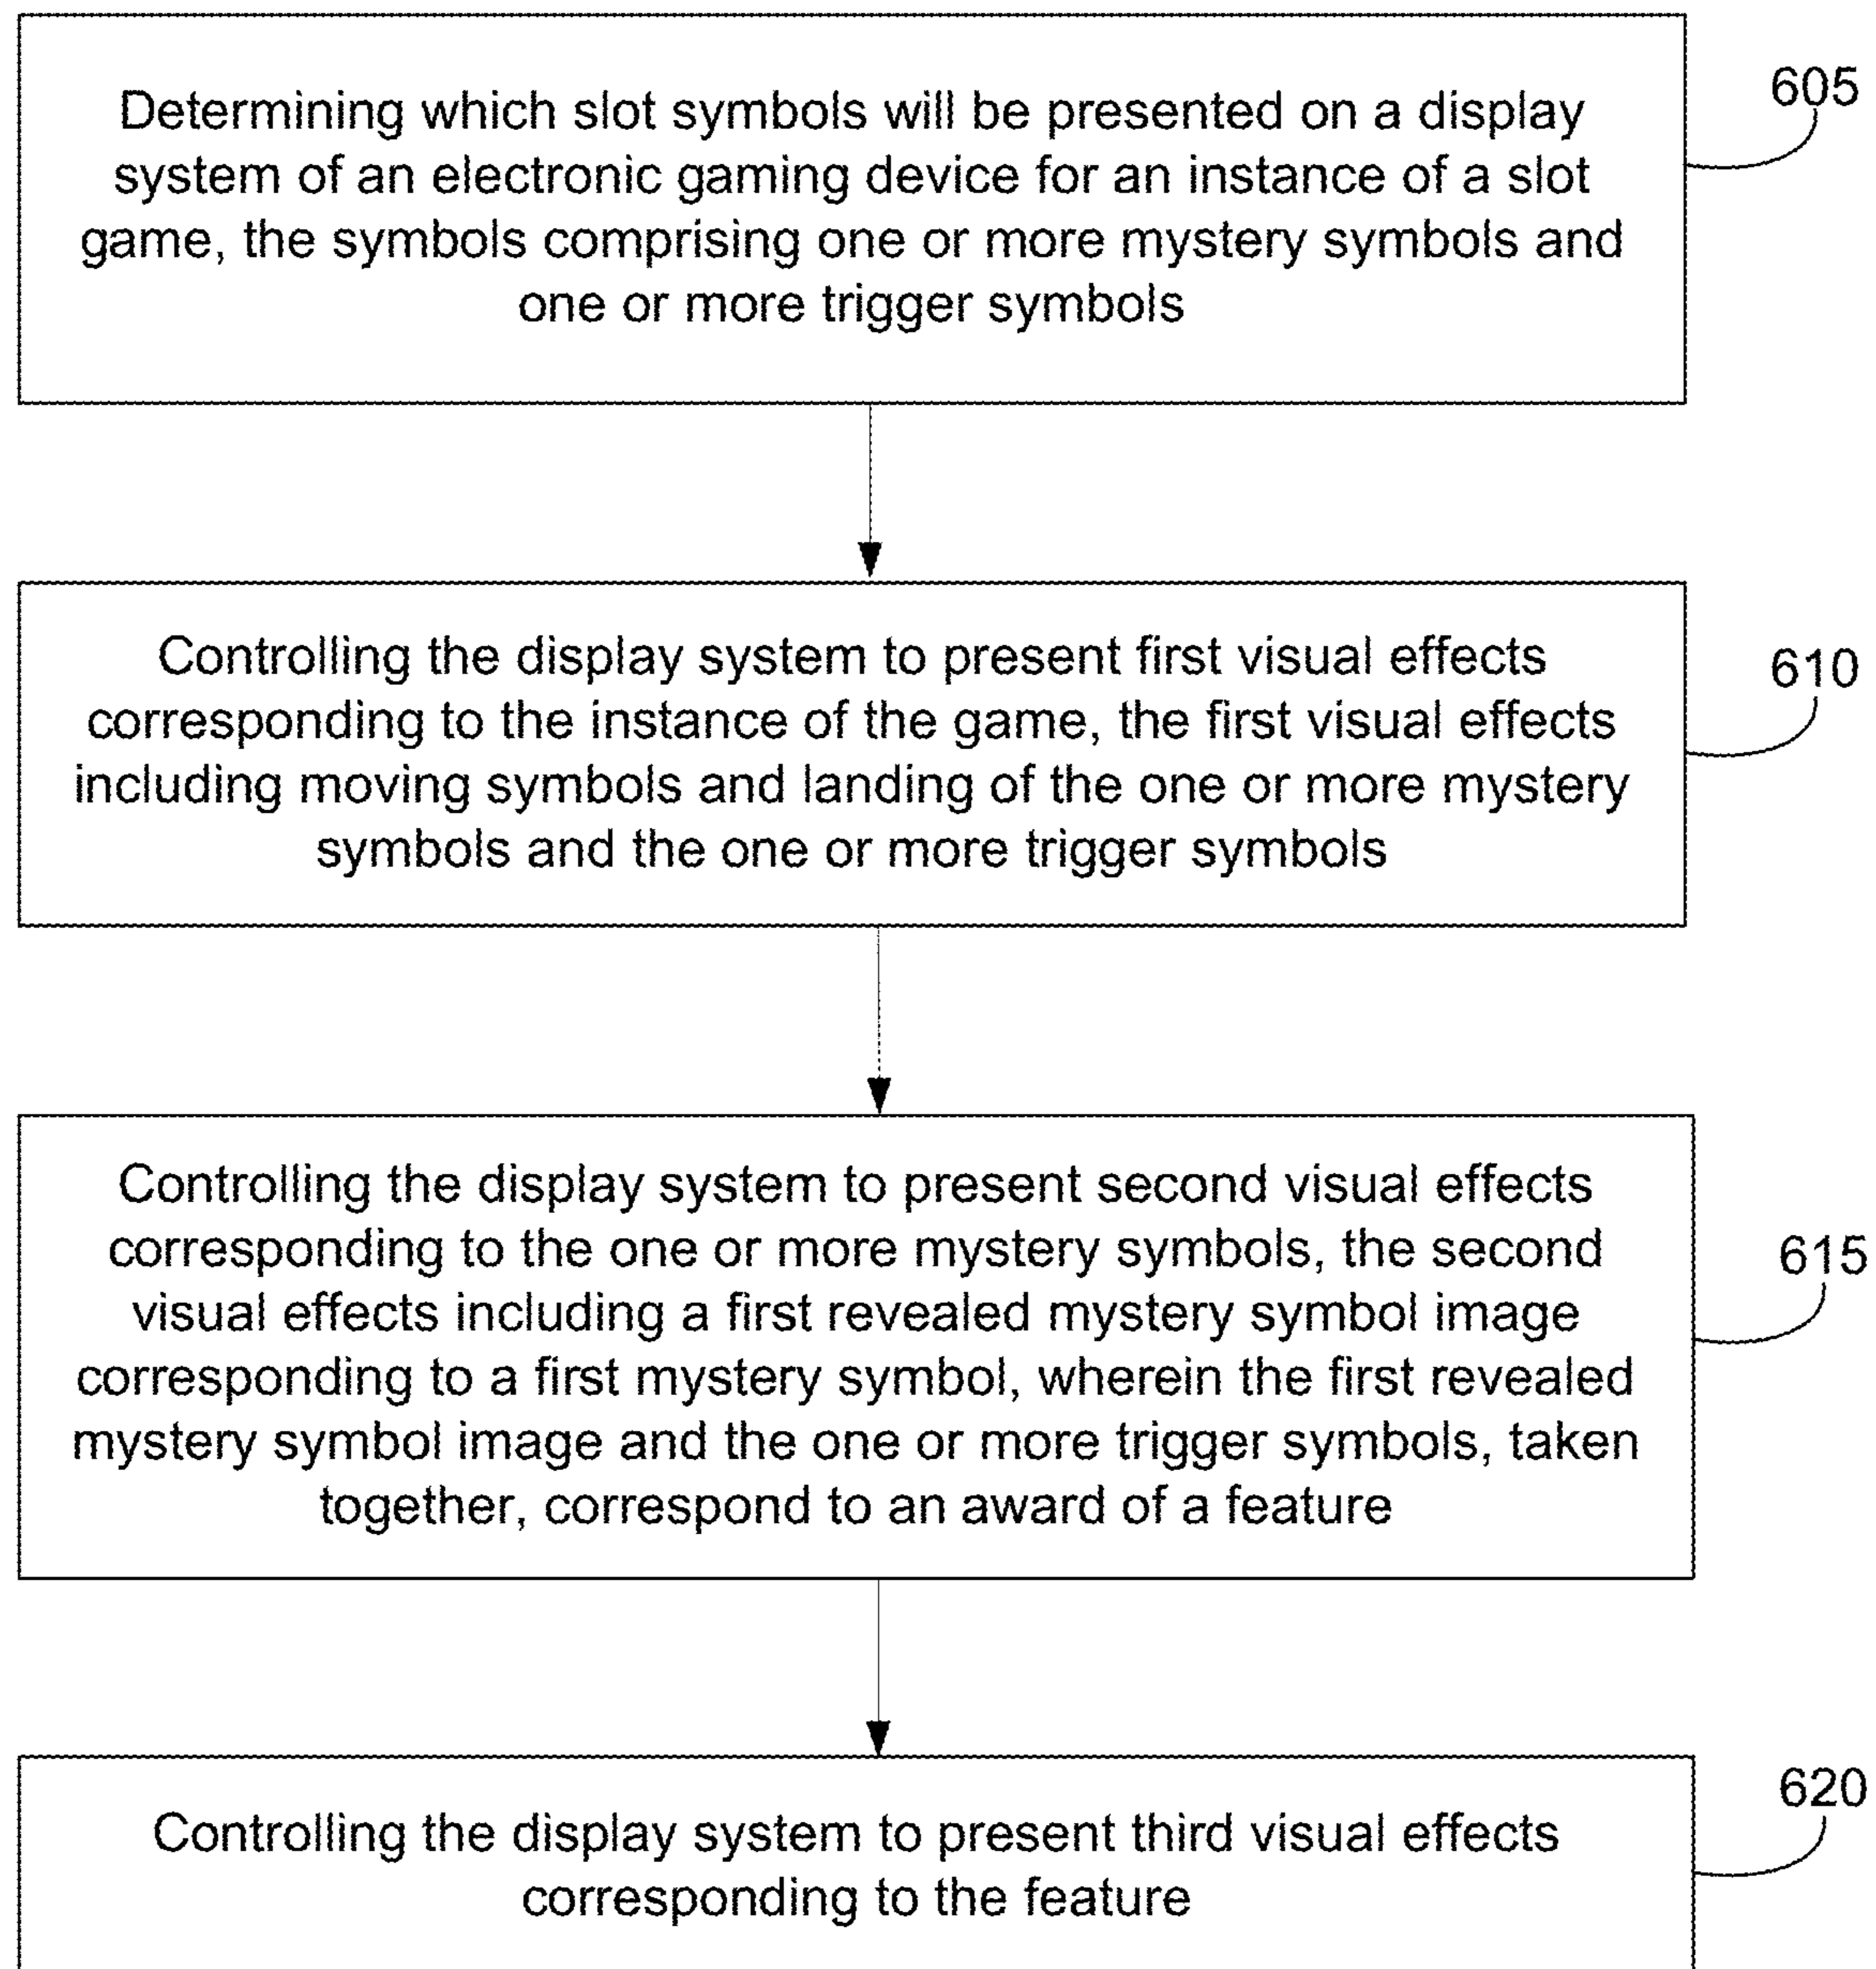 Determining which slot symbols will be presented on a display
system of an electronic gaming device for an instance of a slot
game, the symbols comprising one or more mystery symbols and
one or more trigger symbols
605
Controlling the display system to present first visual effects
corresponding to the instance of the game, the first visual effects
including moving symbols and landing of the one or more mystery
symbols and the one or more trigger symbols
610
Controlling the display system to present second visual effects
corresponding to the one or more mystery symbols, the second
visual effects including a first revealed mystery symbol image
corresponding to a first mystery symbol, wherein the first revealed
mystery symbol image and the one or more trigger symbols, taken
together, correspond to an award of a feature
615
Controlling the display system to present third visual effects
corresponding to the feature
620